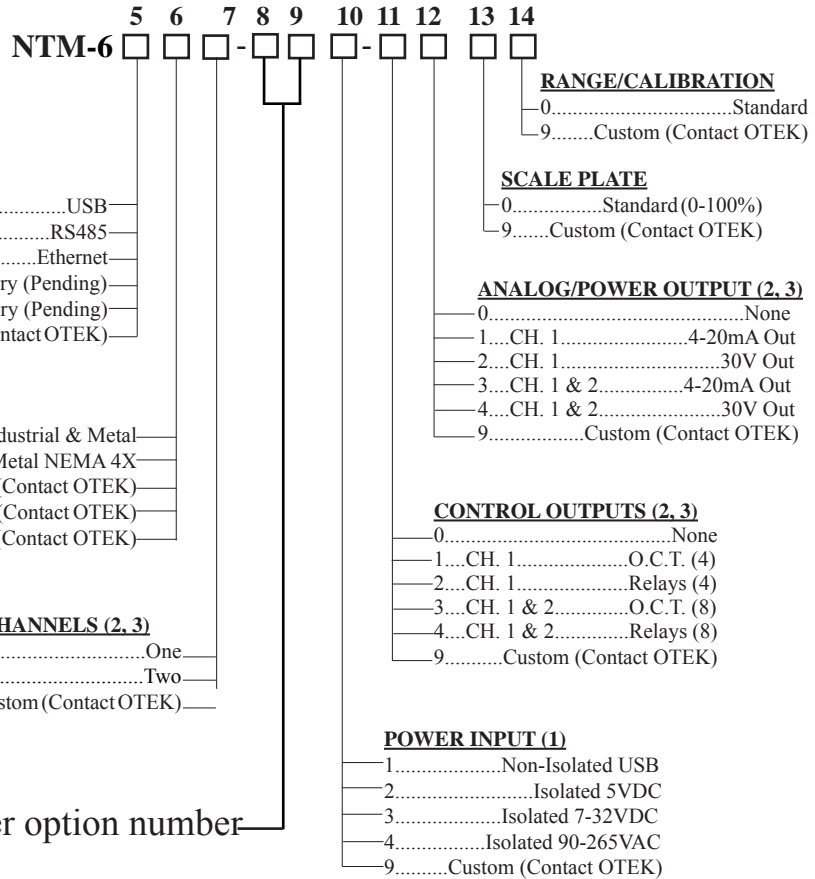 5 6 7 8 9 10 11 12 13 14
NTM-6 - -
RANGE/CALIBRATION
0..............................Standard
9........Custom (Contact OTEK)
SCALE PLATE
0.................Standard (0-100%)
9.......Custom (Contact OTEK)
ANALOG/POWER OUTPUT (2, 3)
0................................................None
1....CH. 1........................4-20mA Out
2....CH. 1..............................30V Out
3....CH. 1 & 2................4-20mA Out
4....CH. 1 & 2.......................30V Out
9..................Custom (Contact OTEK)
CONTROL OUTPUTS (2, 3)
0.............................................None
1....CH. 1.....................O.C.T. (4)
2....CH. 1.....................Relays (4)
3....CH. 1 & 2..............O.C.T. (8)
4....CH. 1 & 2..............Relays (8)
9...........Custom (Contact OTEK)
POWER INPUT (1)
1....................Non-Isolated USB
2.........................Isolated 5VDC
3....................Isolated 7-32VDC
4.................Isolated 90-265VAC
9..........Custom (Contact OTEK)
.............USB
..........RS485
.......Ethernet
ry (Pending)
ry (Pending)
ntact OTEK)
dustrial & Metal
Metal NEMA 4X
(Contact OTEK)
(Contact OTEK)
(Contact OTEK)
HANNELS (2, 3)
..........................One
..........................Two
stom (Contact OTEK)
er option number